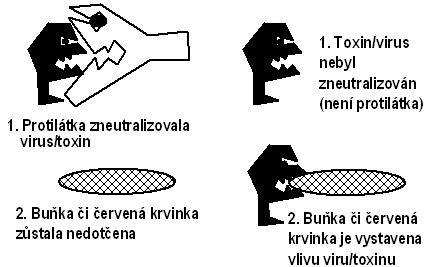 1. Protilátka zneutralizovala
virus/toxin
2. Buňka či červená krvinka
zůstala nedotčena
1. Toxin/virus
nebyl
zneutralizován
(není protilátka)
2. Buňka či červená
krvinka je vystavena
vlivu viru/toxinu